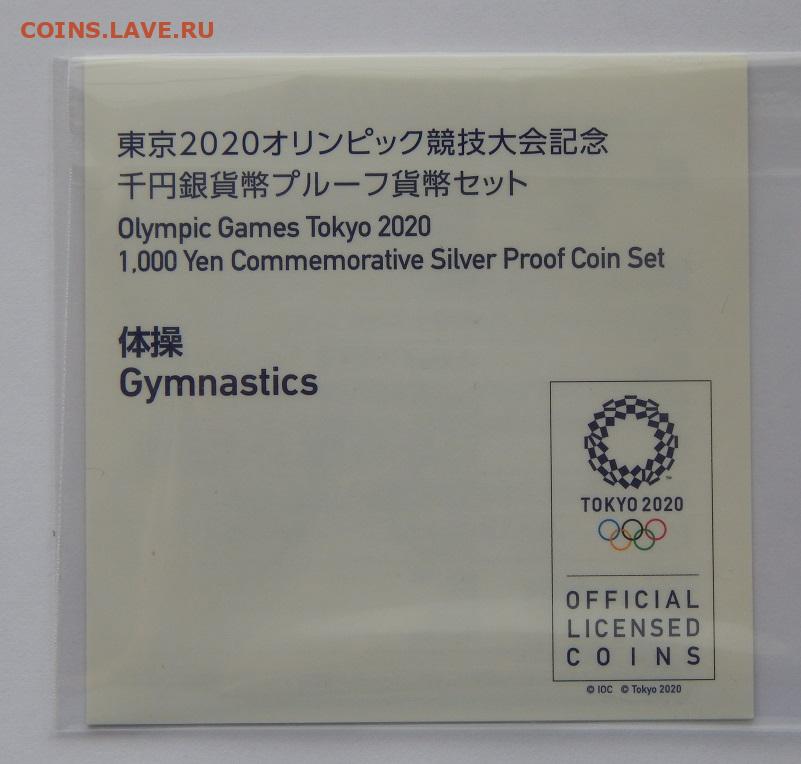 COINS.LAVE.RU
東京2020オリンピック競技大会記念
千円銀貨幣プルーフ貨幣セット
Olympic Games Tokyo 2020
1,000 Yen Commemorative Silver Proof Coin Set
体操
Gymnastics
TM
TOKYO 2020
OFFICIAL
LICENSED
COINS
© IOC © Tokyo 2020